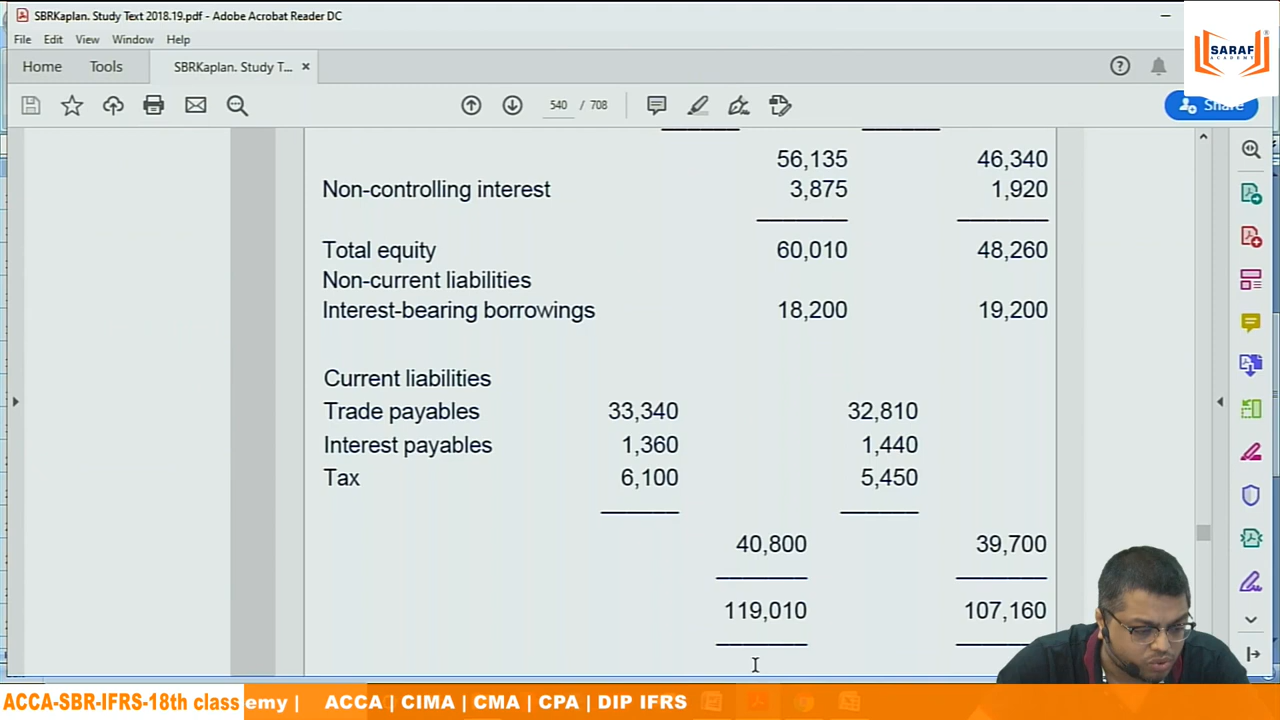 SBRKaplan. Study Text 2018.19.pdf - Adobe Acrobat Reader DC
File Edit View Window Help
Home Tools SBRKaplan. Study T... ×
540 / 708
Share
SARAF
ACADEMY
56,135 46,340
Non-controlling interest 3,875 1,920
Total equity 60,010 48,260
Non-current liabilities
Interest-bearing borrowings 18,200 19,200
Current liabilities
Trade payables 33,340 32,810
Interest payables 1,360 1,440
Tax 6,100 5,450
40,800 39,700
119,010 107,160
ACCA-SBR-IFRS-18th class emy | ACCA | CIMA | CMA | CPA | DIP IFRS